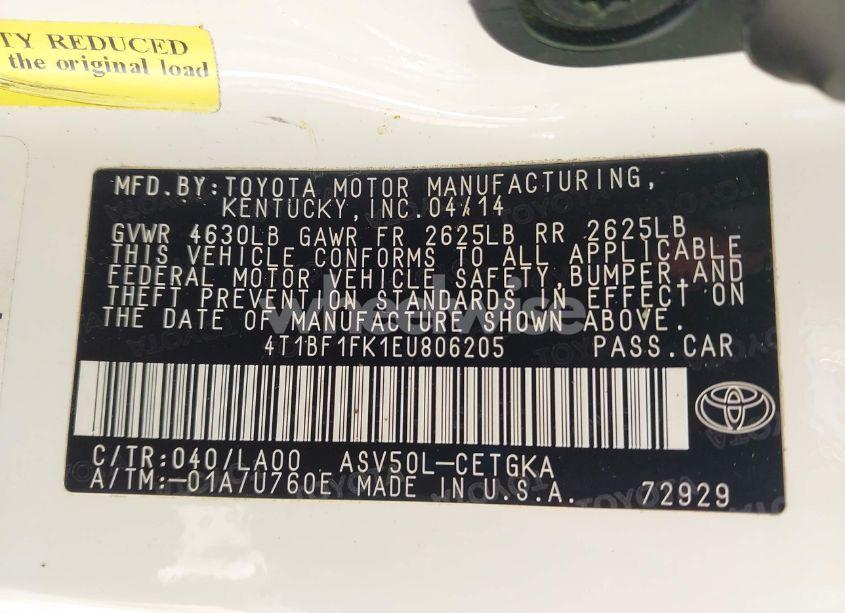 TY REDUCED
the original load
MFD.BY:TOYOTA MOTOR MANUFACTURING,
KENTUCKY,INC.04/14
GVWR 4630LB GAWR FR 2625LB RR 2625LB
THIS VEHICLE CONFORMS TO ALL APPLICABLE
FEDERAL MOTOR VEHICLE SAFETY,BUMPER,AND
THEFT PREVENTION STANDARDS IN EFFECT ON
THE DATE OF MANUFACTURE SHOWN ABOVE.
wheelwise
4T1BF1FK1EU806205 PASS.CAR
C/TR:040/LA00 ASV50L-CETGKA
A/TM:-01A/U760E MADE IN U.S.A. 72929